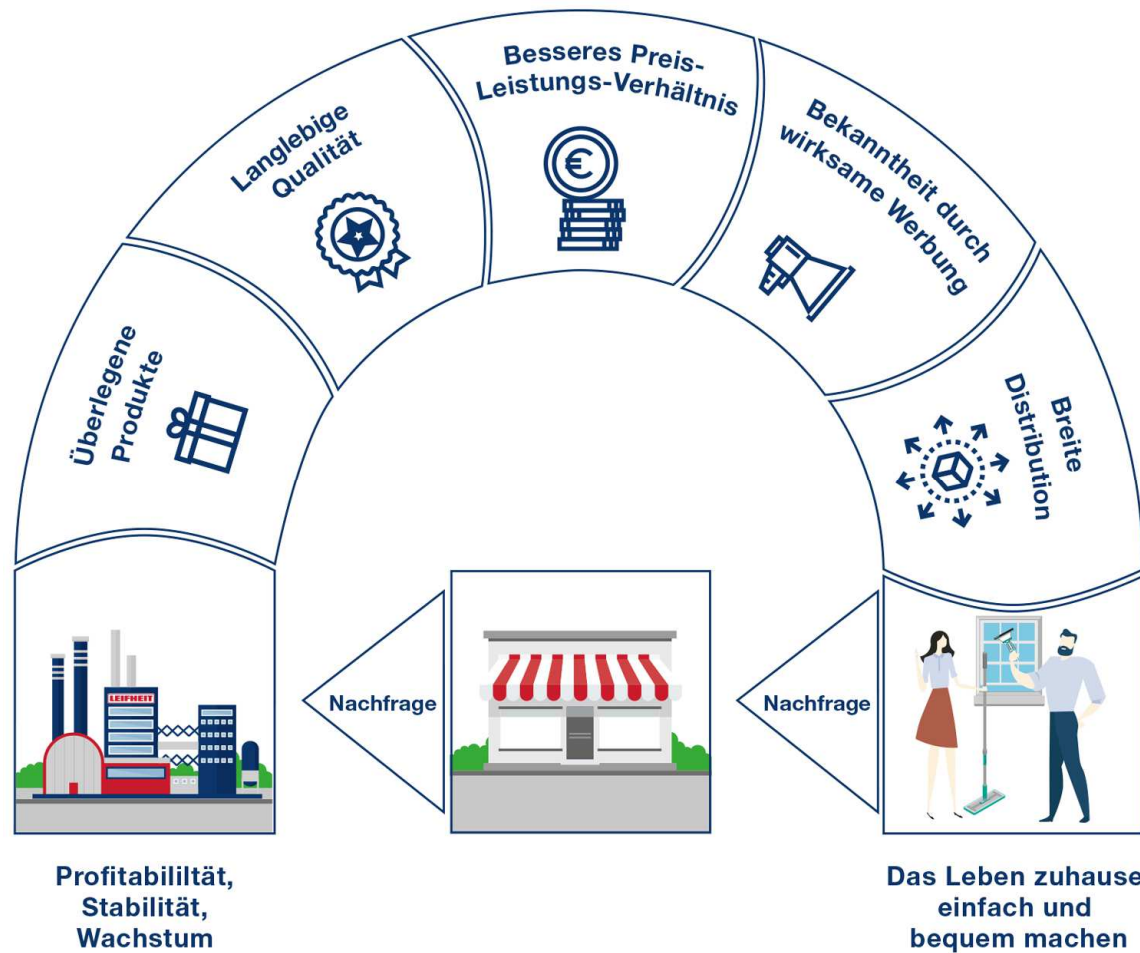 Überlegene
Produkte
Langlebige
Qualität
Besseres Preis-
Leistungs-Verhältnis
Bekanntheit durch
wirksame Werbung
Breite
Distribution
LEIFHEIT
Nachfrage
Nachfrage
Profitabililtät,
Stabilität,
Wachstum
Das Leben zuhause
einfach und
bequem machen